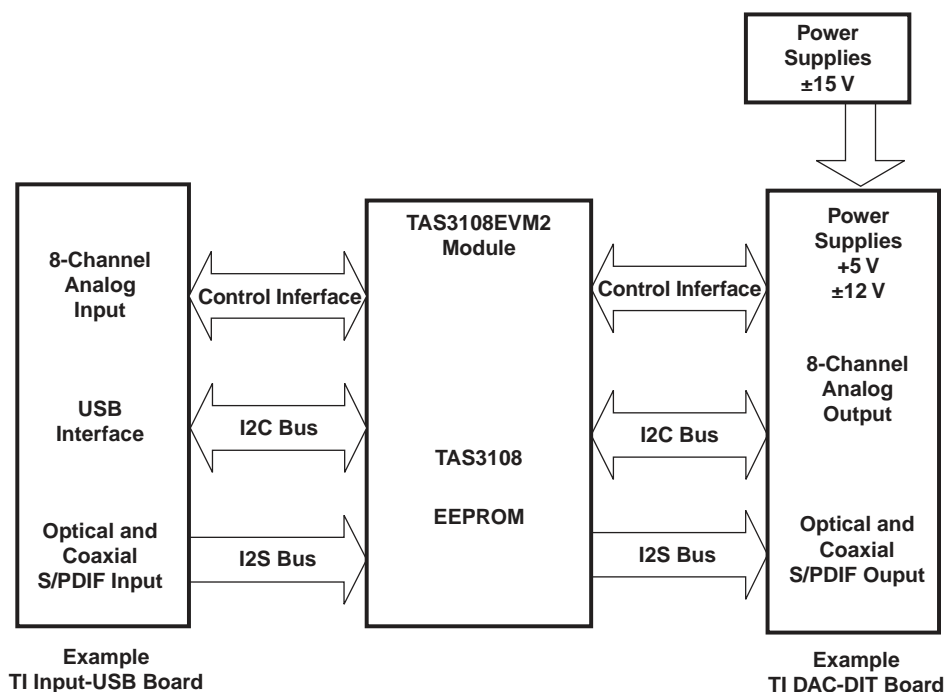 Power
Supplies
±15 V
8-Channel
Analog
Input
USB
Interface
Optical and
Coaxial
S/PDIF Input
Example
TI Input-USB Board
Control Inferface
I2C Bus
I2S Bus
TAS3108EVM2
Module
TAS3108
EEPROM
Control Inferface
I2C Bus
I2S Bus
Power
Supplies
+5 V
±12 V
8-Channel
Analog
Output
Optical and
Coaxial
S/PDIF Ouput
Example
TI DAC-DIT Board